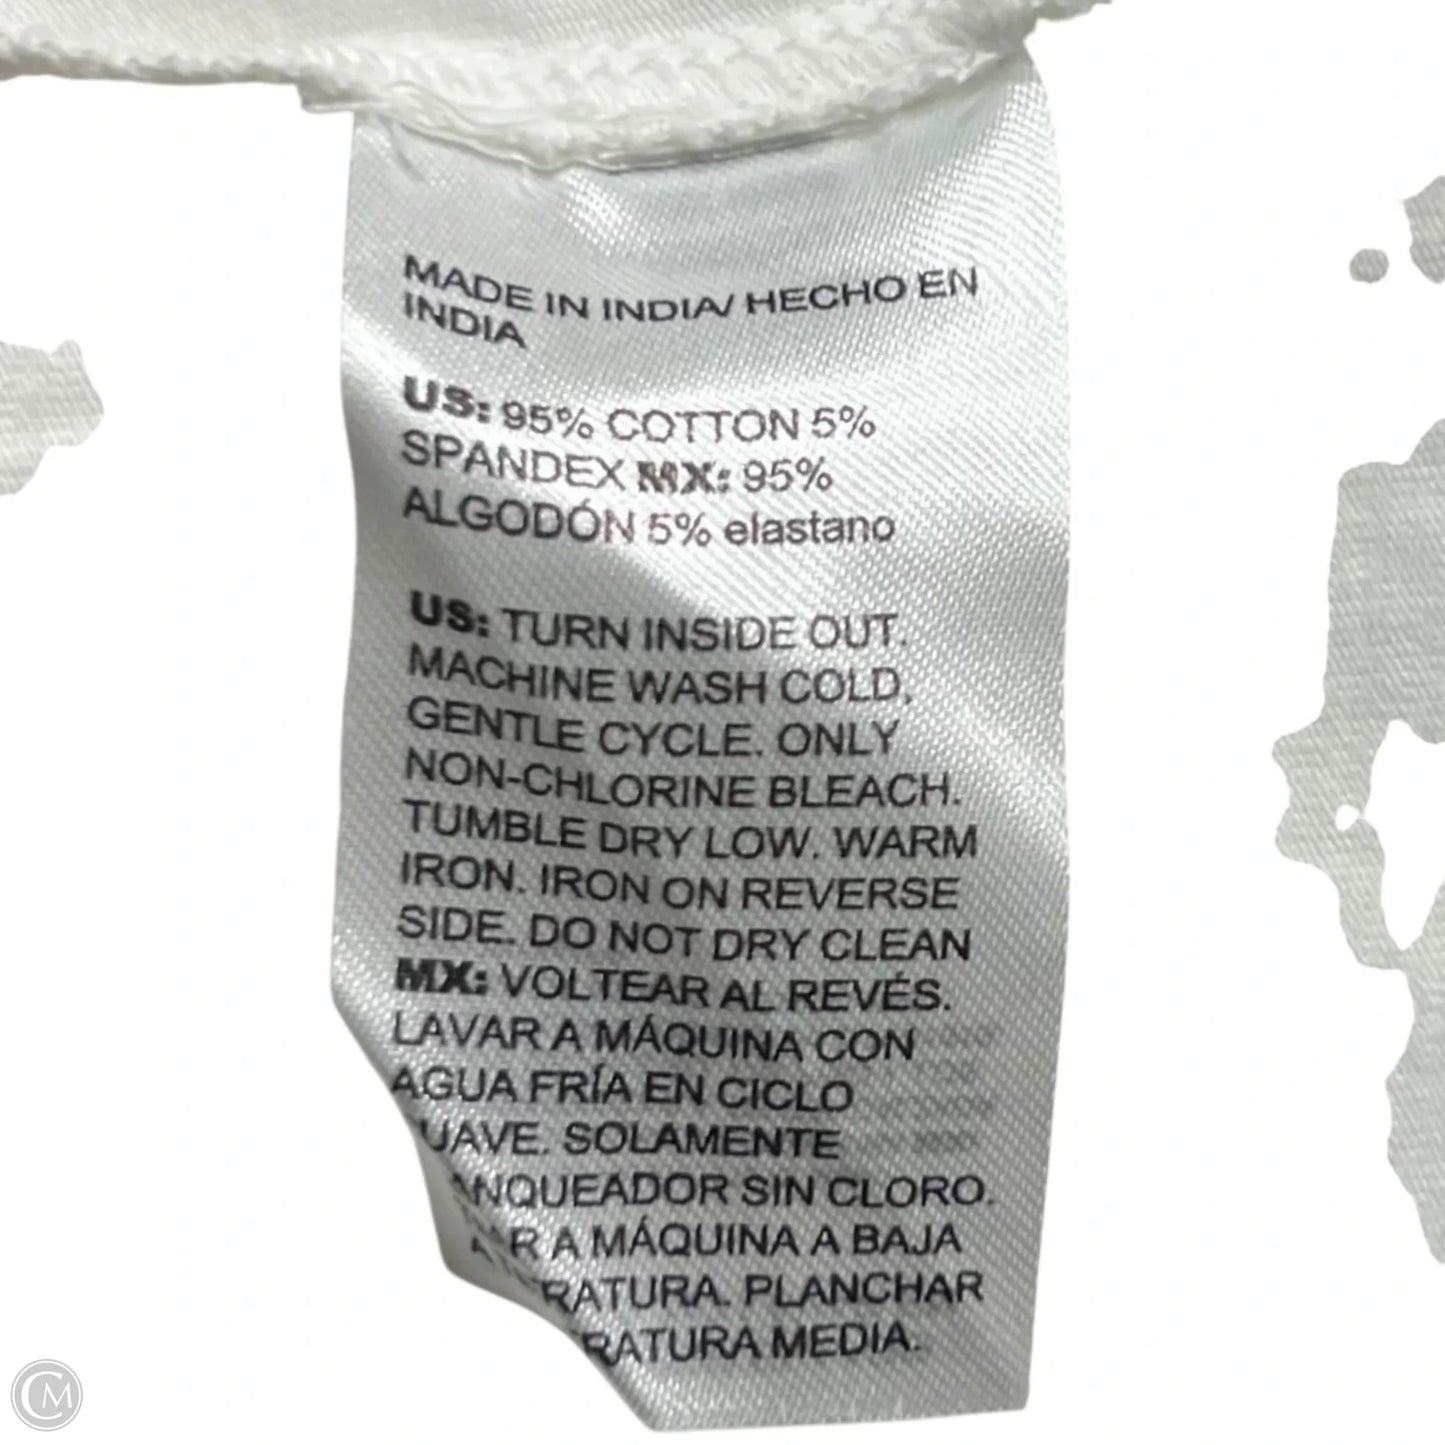 MADE IN INDIA/ HECHO EN
INDIA
US: 95% COTTON 5%
SPANDEX MX: 95%
ALGODÓN 5% elastano
US: TURN INSIDE OUT.
MACHINE WASH COLD,
GENTLE CYCLE. ONLY
NON-CHLORINE BLEACH.
TUMBLE DRY LOW. WARM
IRON. IRON ON REVERSE
SIDE. DO NOT DRY CLEAN
MX: VOLTEAR AL REVÉS.
LAVAR A MÁQUINA CON
AGUA FRÍA EN CICLO
UAVE. SOLAMENTE
NQUEADOR SIN CLORO.
R A MÁQUINA A BAJA
RATURA. PLANCHAR
RATURA MEDIA.
CM